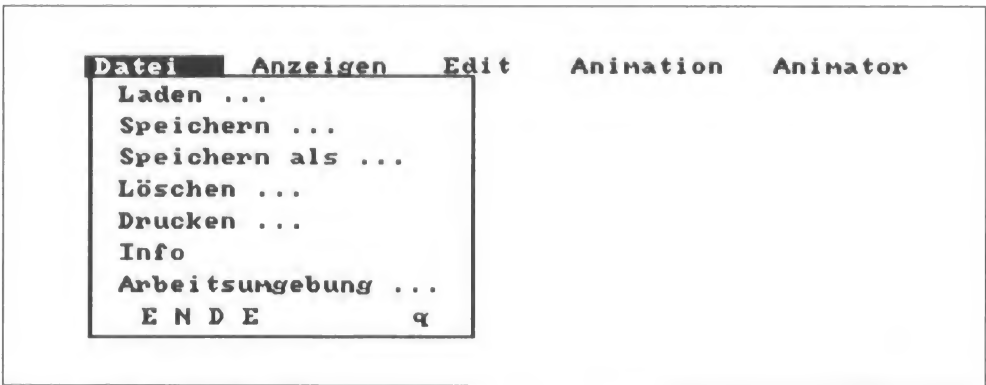 Datei Anzeigen Edit Animation Animator
Laden ...
Speichern ...
Speichern als ...
Löschen ...
Drucken ...
Info
Arbeitsumgebung ...
E N D E q